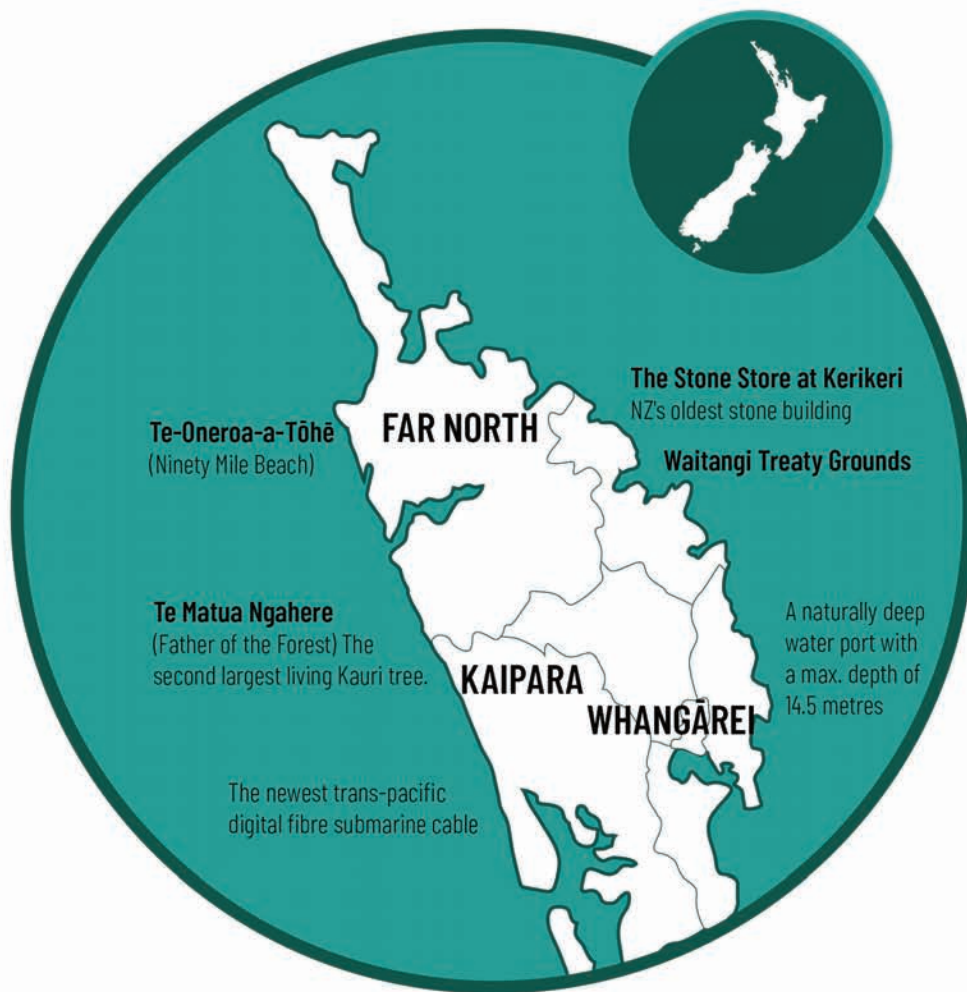 The Stone Store at Kerikeri
NZ's oldest stone building
Te-Oneroa-a-Tōhē
(Ninety Mile Beach)
FAR NORTH
Waitangi Treaty Grounds
Te Matua Ngahere
(Father of the Forest) The
second largest living Kauri tree.
A naturally deep
water port with
a max. depth of
14.5 metres
KAIPARA
WHANGĀREI
The newest trans-pacific
digital fibre submarine cable